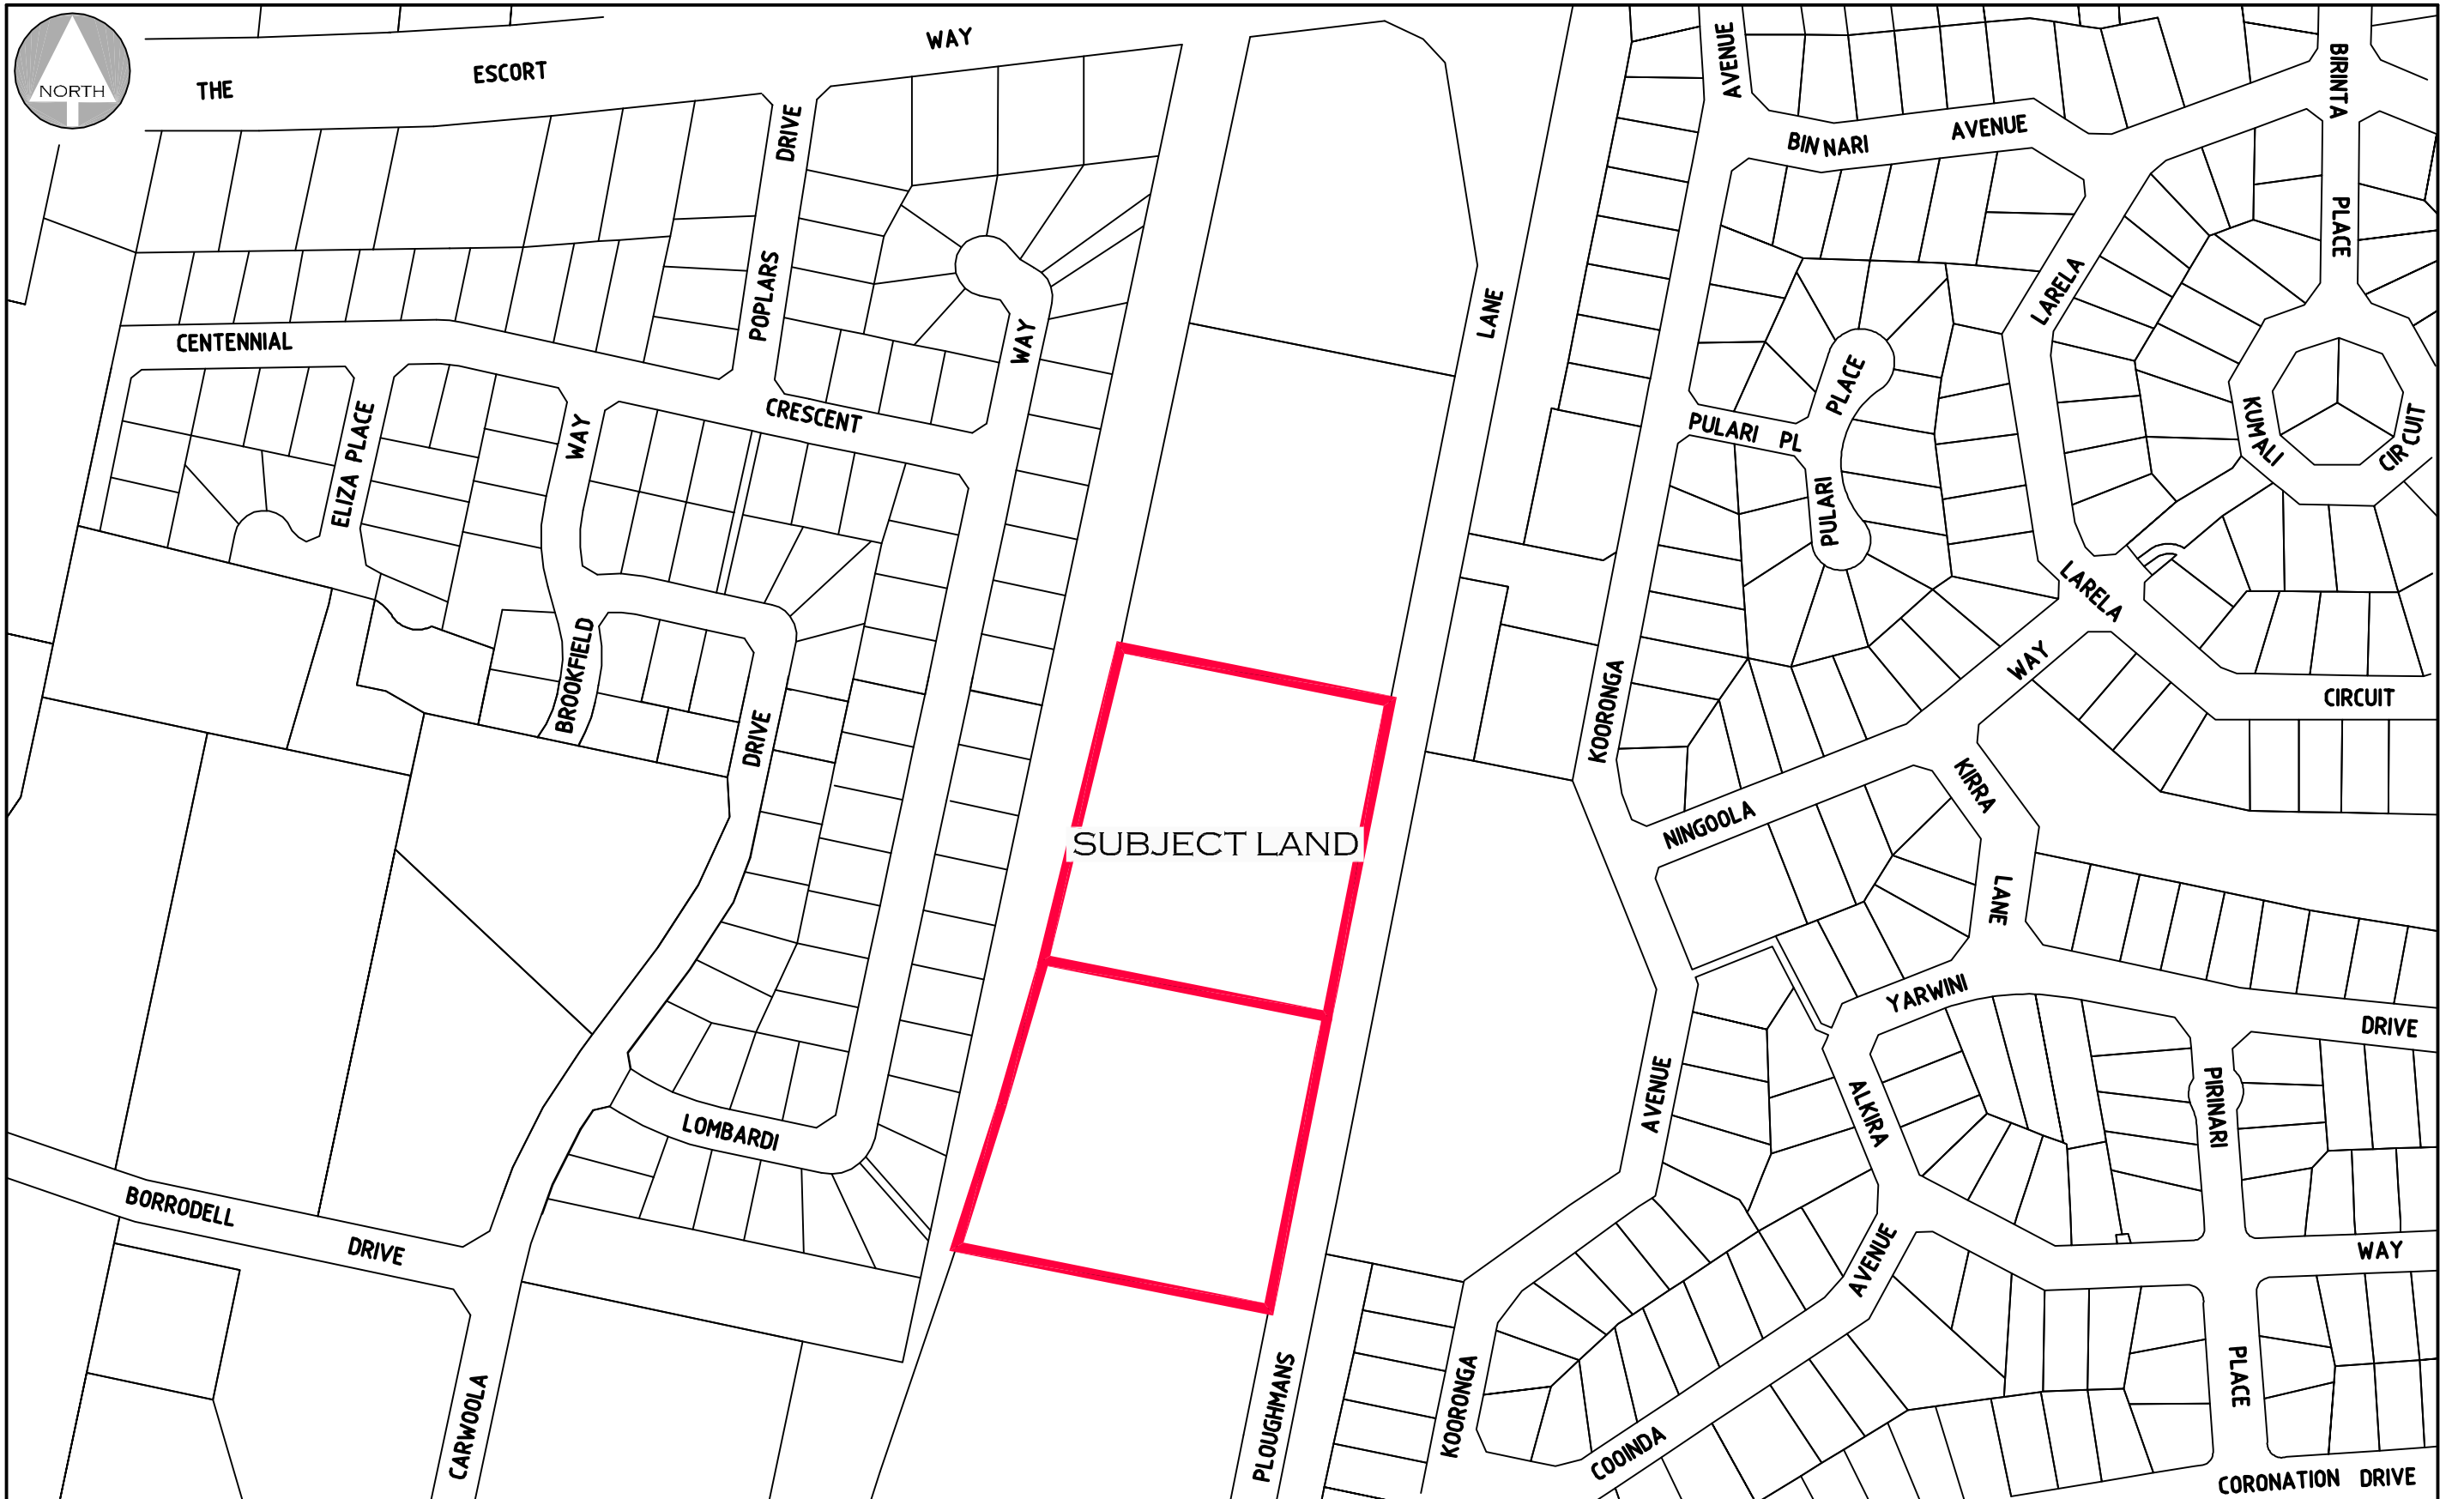 NORTH
THE ESCORT WAY
DRIVE
POPLARS
CENTENNIAL
CRESCENT
WAY
ELIZA PLACE
WAY
BROOKFIELD
DRIVE
LOMBARDI
BORRODELL
DRIVE
CARWOOLA
SUBJECT LAND
LANE
PLOUGHMANS
AVENUE
BINNARI AVENUE
BIRINTA
PLACE
LARELA
PLACE
PULARI PL
PULARI
KUMALI
CIRCUIT
LARELA
CIRCUIT
KOORONGA
WAY
NINGOOLA
KIRRA
LANE
YARWINI
DRIVE
AVENUE
ALKIRA
PIRINARI
WAY
AVENUE
PLACE
KOORONGA
COOINDA
CORONATION DRIVE